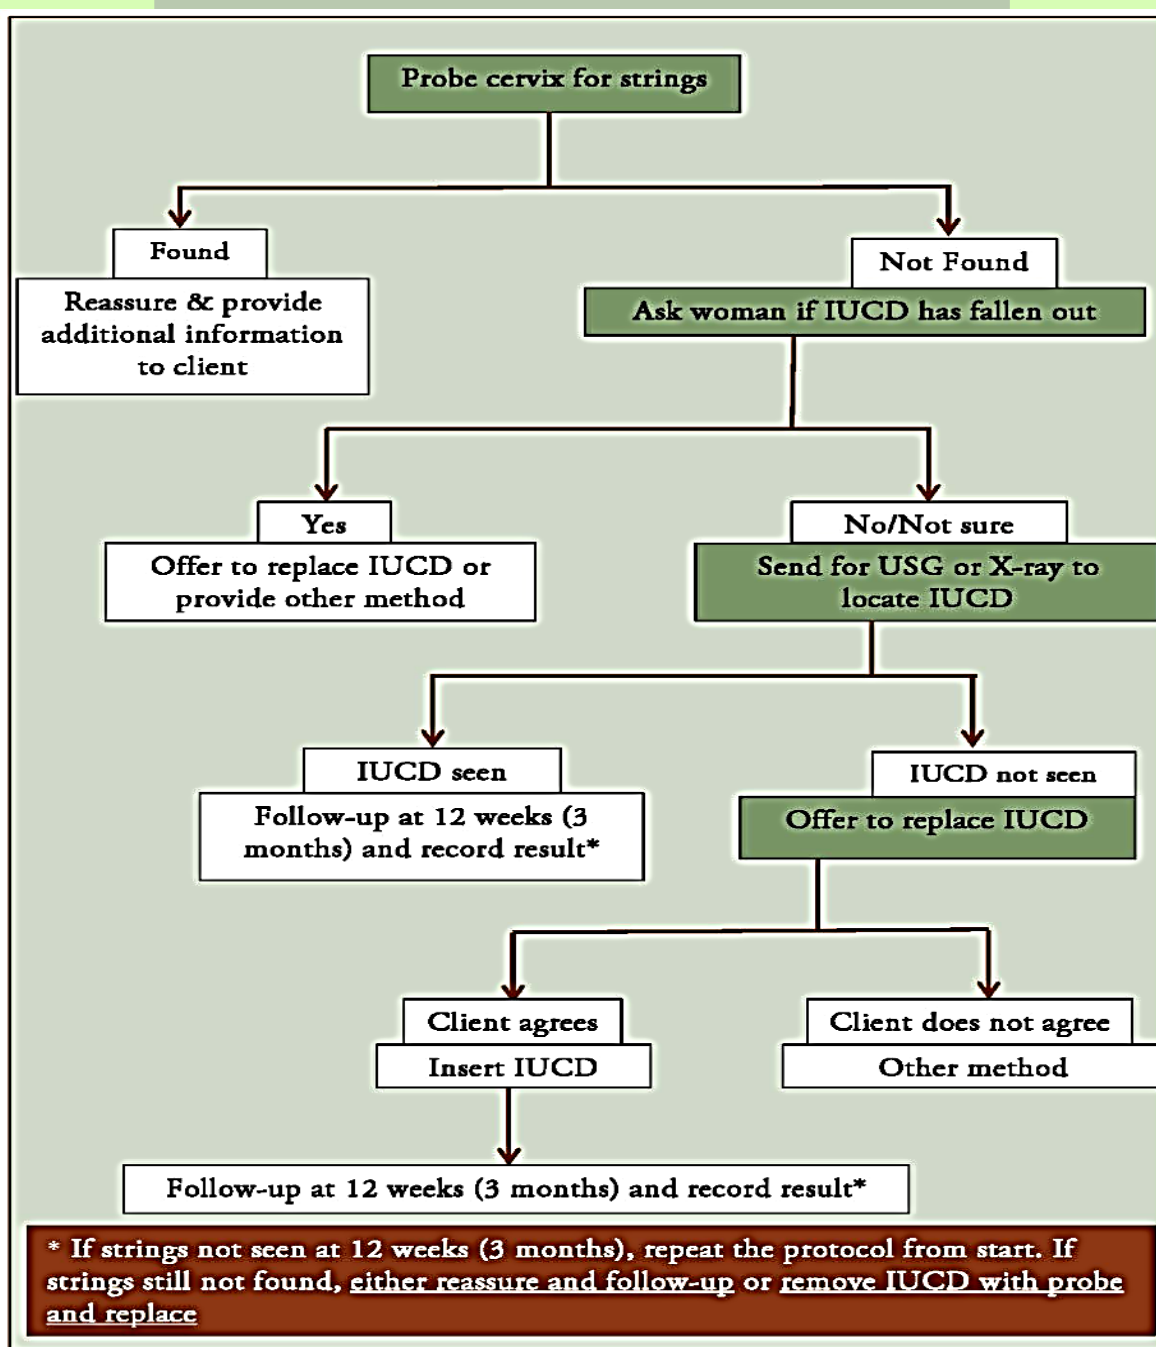 Probe cervix for strings
Found
Reassure & provide
additional information
to client
Not Found
Ask woman if IUCD has fallen out
Yes
Offer to replace IUCD or
provide other method
No/Not sure
Send for USG or X-ray to
locate IUCD
IUCD seen
Follow-up at 12 weeks (3
months) and record result*
IUCD not seen
Offer to replace IUCD
Client agrees
Insert IUCD
Client does not agree
Other method
Follow-up at 12 weeks (3 months) and record result*
* If strings not seen at 12 weeks (3 months), repeat the protocol from start. If
strings still not found, either reassure and follow-up or remove IUCD with probe
and replace